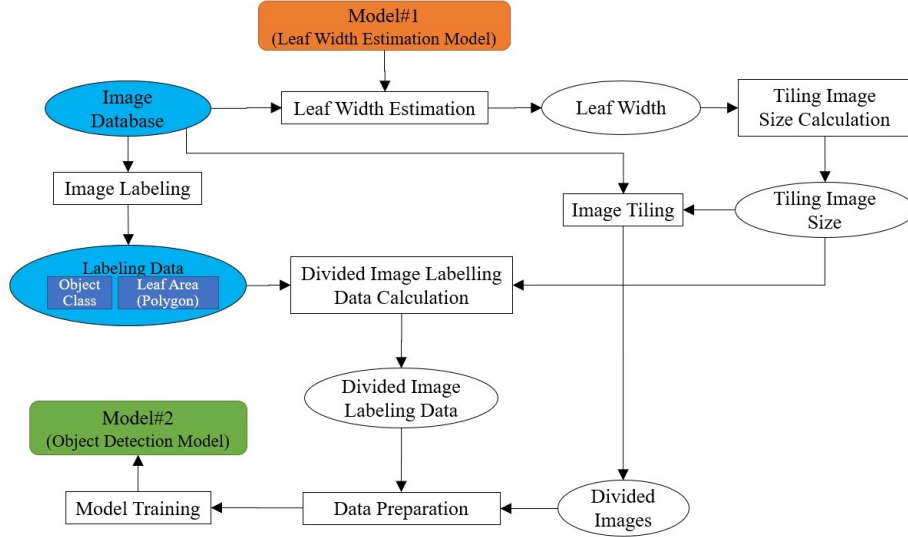 Model#1
(Leaf Width Estimation Model)
Image
Database
Leaf Width Estimation
Leaf Width
Tiling Image
Size Calculation
Image Labeling
Image Tiling
Tiling Image
Size
Labeling Data
Object
Class
Leaf Area
(Polygon)
Divided Image Labelling
Data Calculation
Divided Image
Labeling Data
Model#2
(Object Detection Model)
Model Training
Data Preparation
Divided
Images